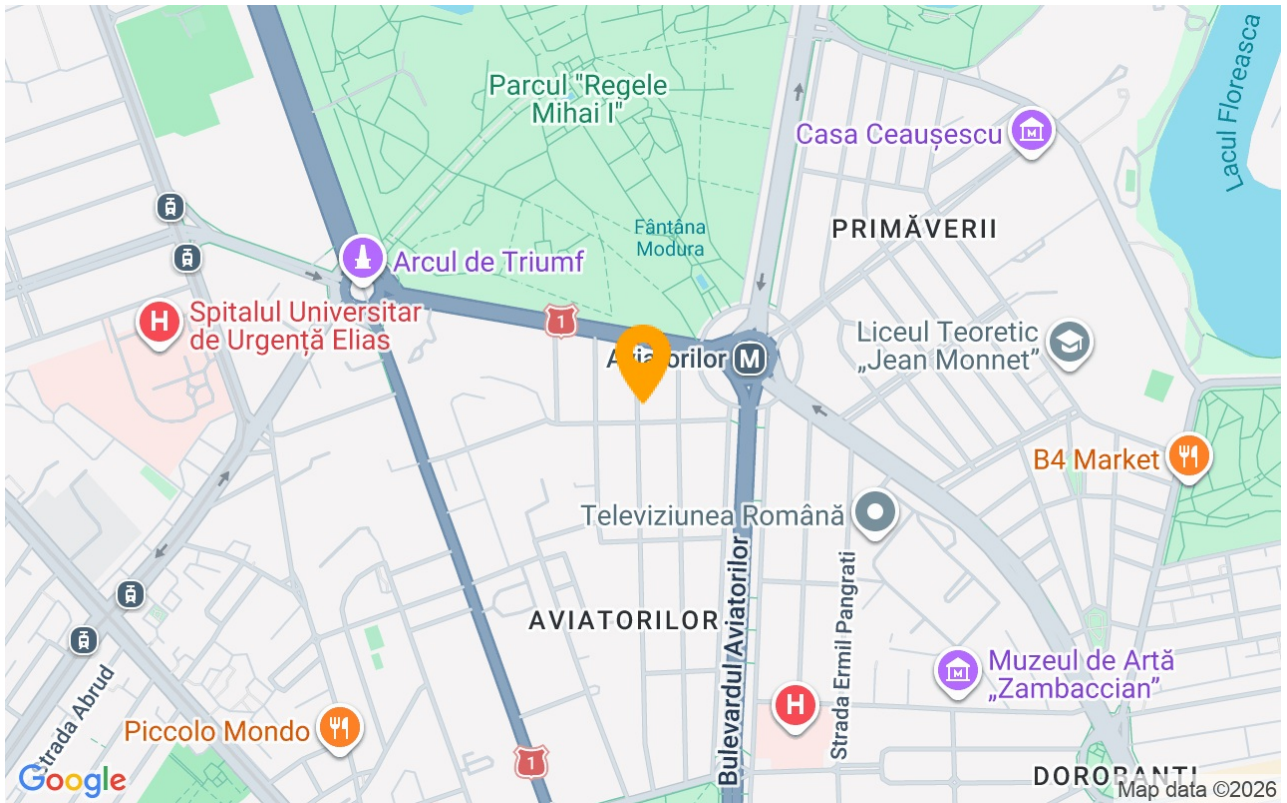 Parcul "Regele
Mihai I"
Lacul Floreasca
Casa Ceaușescu
Fântâna
Modura
PRIMĂVERII
Arcul de Triumf
H
Spitalul Universitar
de Urgență Elias
1
Aviatorilor
M
Liceul Teoretic
„Jean Monnet”
B4 Market
Televiziunea Română
Bulevardul Aviatorilor
Strada Ermil Pangrati
AVIATORILOR
Muzeul de Artă
„Zambaccian”
H
Strada Abrud
Piccolo Mondo
1
Google
DOROBANȚI
Map data ©2026